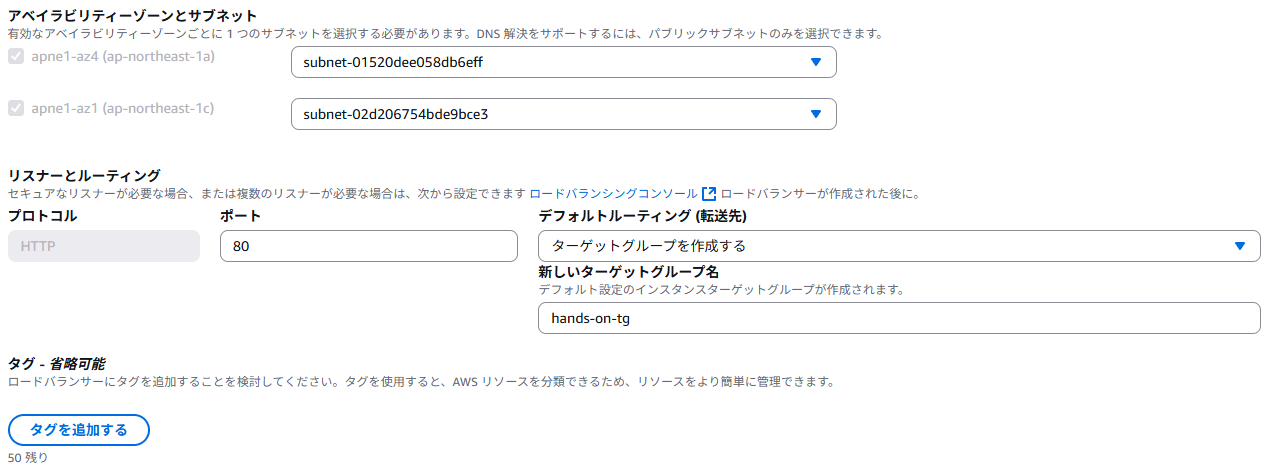 アベイラビリティーゾーンとサブネット
有効なアベイラビリティーゾーンごとに 1 つのサブネットを選択する必要があります。DNS 解決をサポートするには、パブリックサブネットのみを選択できます。
apne1-az4 (ap-northeast-1a)
subnet-01520dee058db6eff
apne1-az1 (ap-northeast-1c)
subnet-02d206754bde9bce3
リスナーとルーティング
セキュアなリスナーが必要な場合、または複数のリスナーが必要な場合は、次から設定できます ロードバランシングコンソール ロードバランサーが作成された後に。
プロトコル ポート デフォルトルーティング (転送先)
HTTP 80 ターゲットグループを作成する
新しいターゲットグループ名
デフォルト設定のインスタンスターゲットグループが作成されます。
hands-on-tg
タグ - 省略可能
ロードバランサーにタグを追加することを検討してください。タグを使用すると、AWS リソースを分類できるため、リソースをより簡単に管理できます。
タグを追加する
50 残り